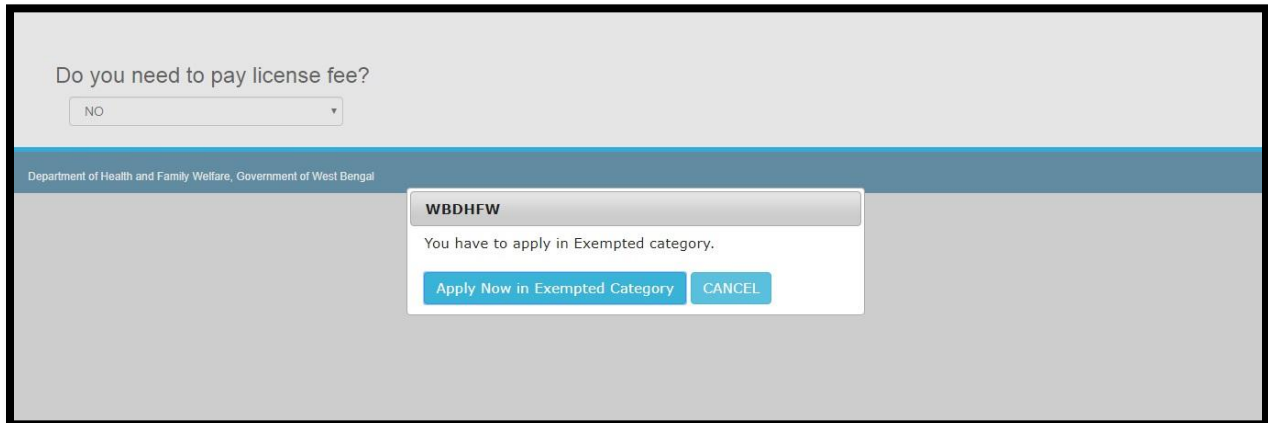 Do you need to pay license fee?
NO
Department of Health and Family Welfare, Government of West Bengal
WBDHFW
You have to apply in Exempted category.
Apply Now in Exempted Category CANCEL